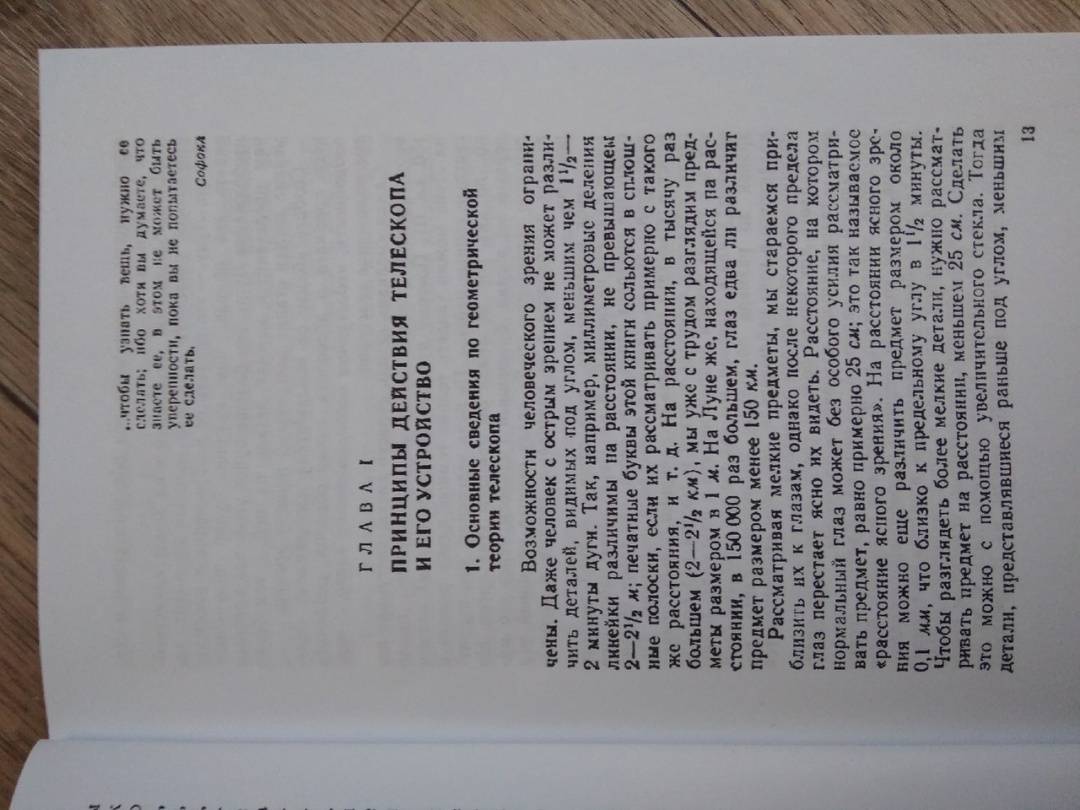 ...чтобы узнать вещь, нужно ее
сделать; ибо хотя вы думаете, что
знаете ее, в этом не может быть
уверенности, пока вы не попытаетесь
ее сделать.
Софокл
ГЛАВА I
ПРИНЦИПЫ ДЕЙСТВИЯ ТЕЛЕСКОПА
И ЕГО УСТРОЙСТВО
1. Основные сведения по геометрической
теории телескопа
Возможности человеческого зрения ограни-
чены. Даже человек с острым зрением не может разли-
чить деталей, видимых под углом, меньшим чем 1½—
2 минуты дуги. Так, например, миллиметровые деления
линейки различимы на расстоянии, не превышающем
2—2½ м; печатные буквы этой книги сольются в сплош-
ные полоски, если их рассматривать примерно с такого
же расстояния, и т. д. На расстоянии, в тысячу раз
большем (2—2½ км), мы уже с трудом разглядим пред-
меты размером в 1 м. На Луне же, находящейся на рас-
стоянии, в 150 000 раз большем, глаз едва ли различит
предмет размером менее 150 км.
Рассматривая мелкие предметы, мы стараемся при-
близить их к глазам, однако после некоторого предела
глаз перестает ясно их видеть. Расстояние, на котором
нормальный глаз может без особого усилия рассматри-
вать предмет, равно примерно 25 см; это так называемое
«расстояние ясного зрения». На расстоянии ясного зре-
ния можно еще различить предмет размером около
0,1 мм, что близко к предельному углу в 1½ минуты.
Чтобы разглядеть более мелкие детали, нужно рассмат-
ривать предмет на расстоянии, меньшем 25 см. Сделать
это можно с помощью увеличительного стекла. Тогда
детали, представлявшиеся раньше под углом, меньшим
13